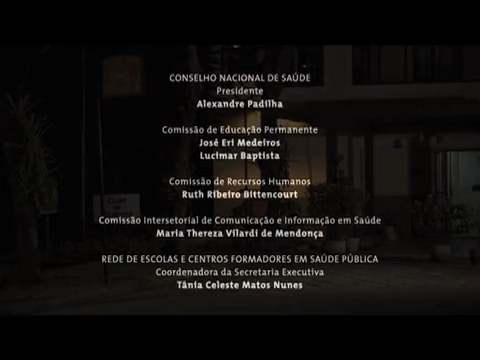 CONSELHO NACIONAL DE SAÚDE
Presidente
Alexandre Padilha
Comissão de Educação Permanente
José Eri Medeiros
Lucimar Baptista
Comissão de Recursos Humanos
Ruth Ribeiro Bittencourt
Comissão Intersetorial de Comunicação e Informação em Saúde
Maria Thereza Vilardi de Mendonça
REDE DE ESCOLAS E CENTROS FORMADORES EM SAÚDE PÚBLICA
Coordenadora da Secretaria Executiva
Tânia Celeste Matos Nunes